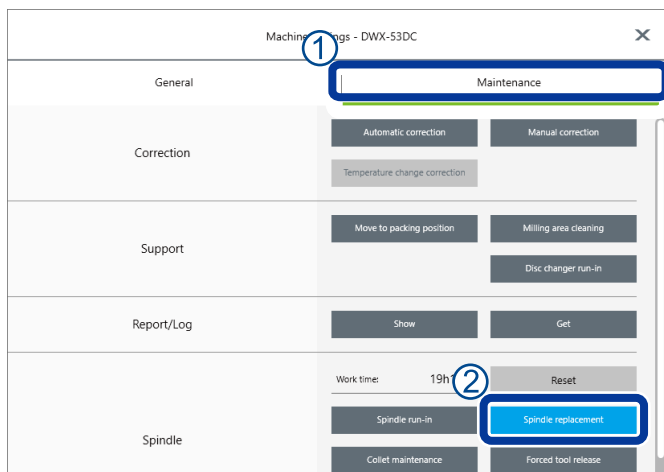 Machine ngs - DWX-53DC
1
General
Maintenance
Correction
Automatic correction
Manual correction
Temperature change correction
Support
Move to packing position
Milling area cleaning
Disc changer run-in
Report/Log
Show
Get
Spindle
Work time:
19h
2
Reset
Spindle run-in
Spindle replacement
Collet maintenance
Forced tool release